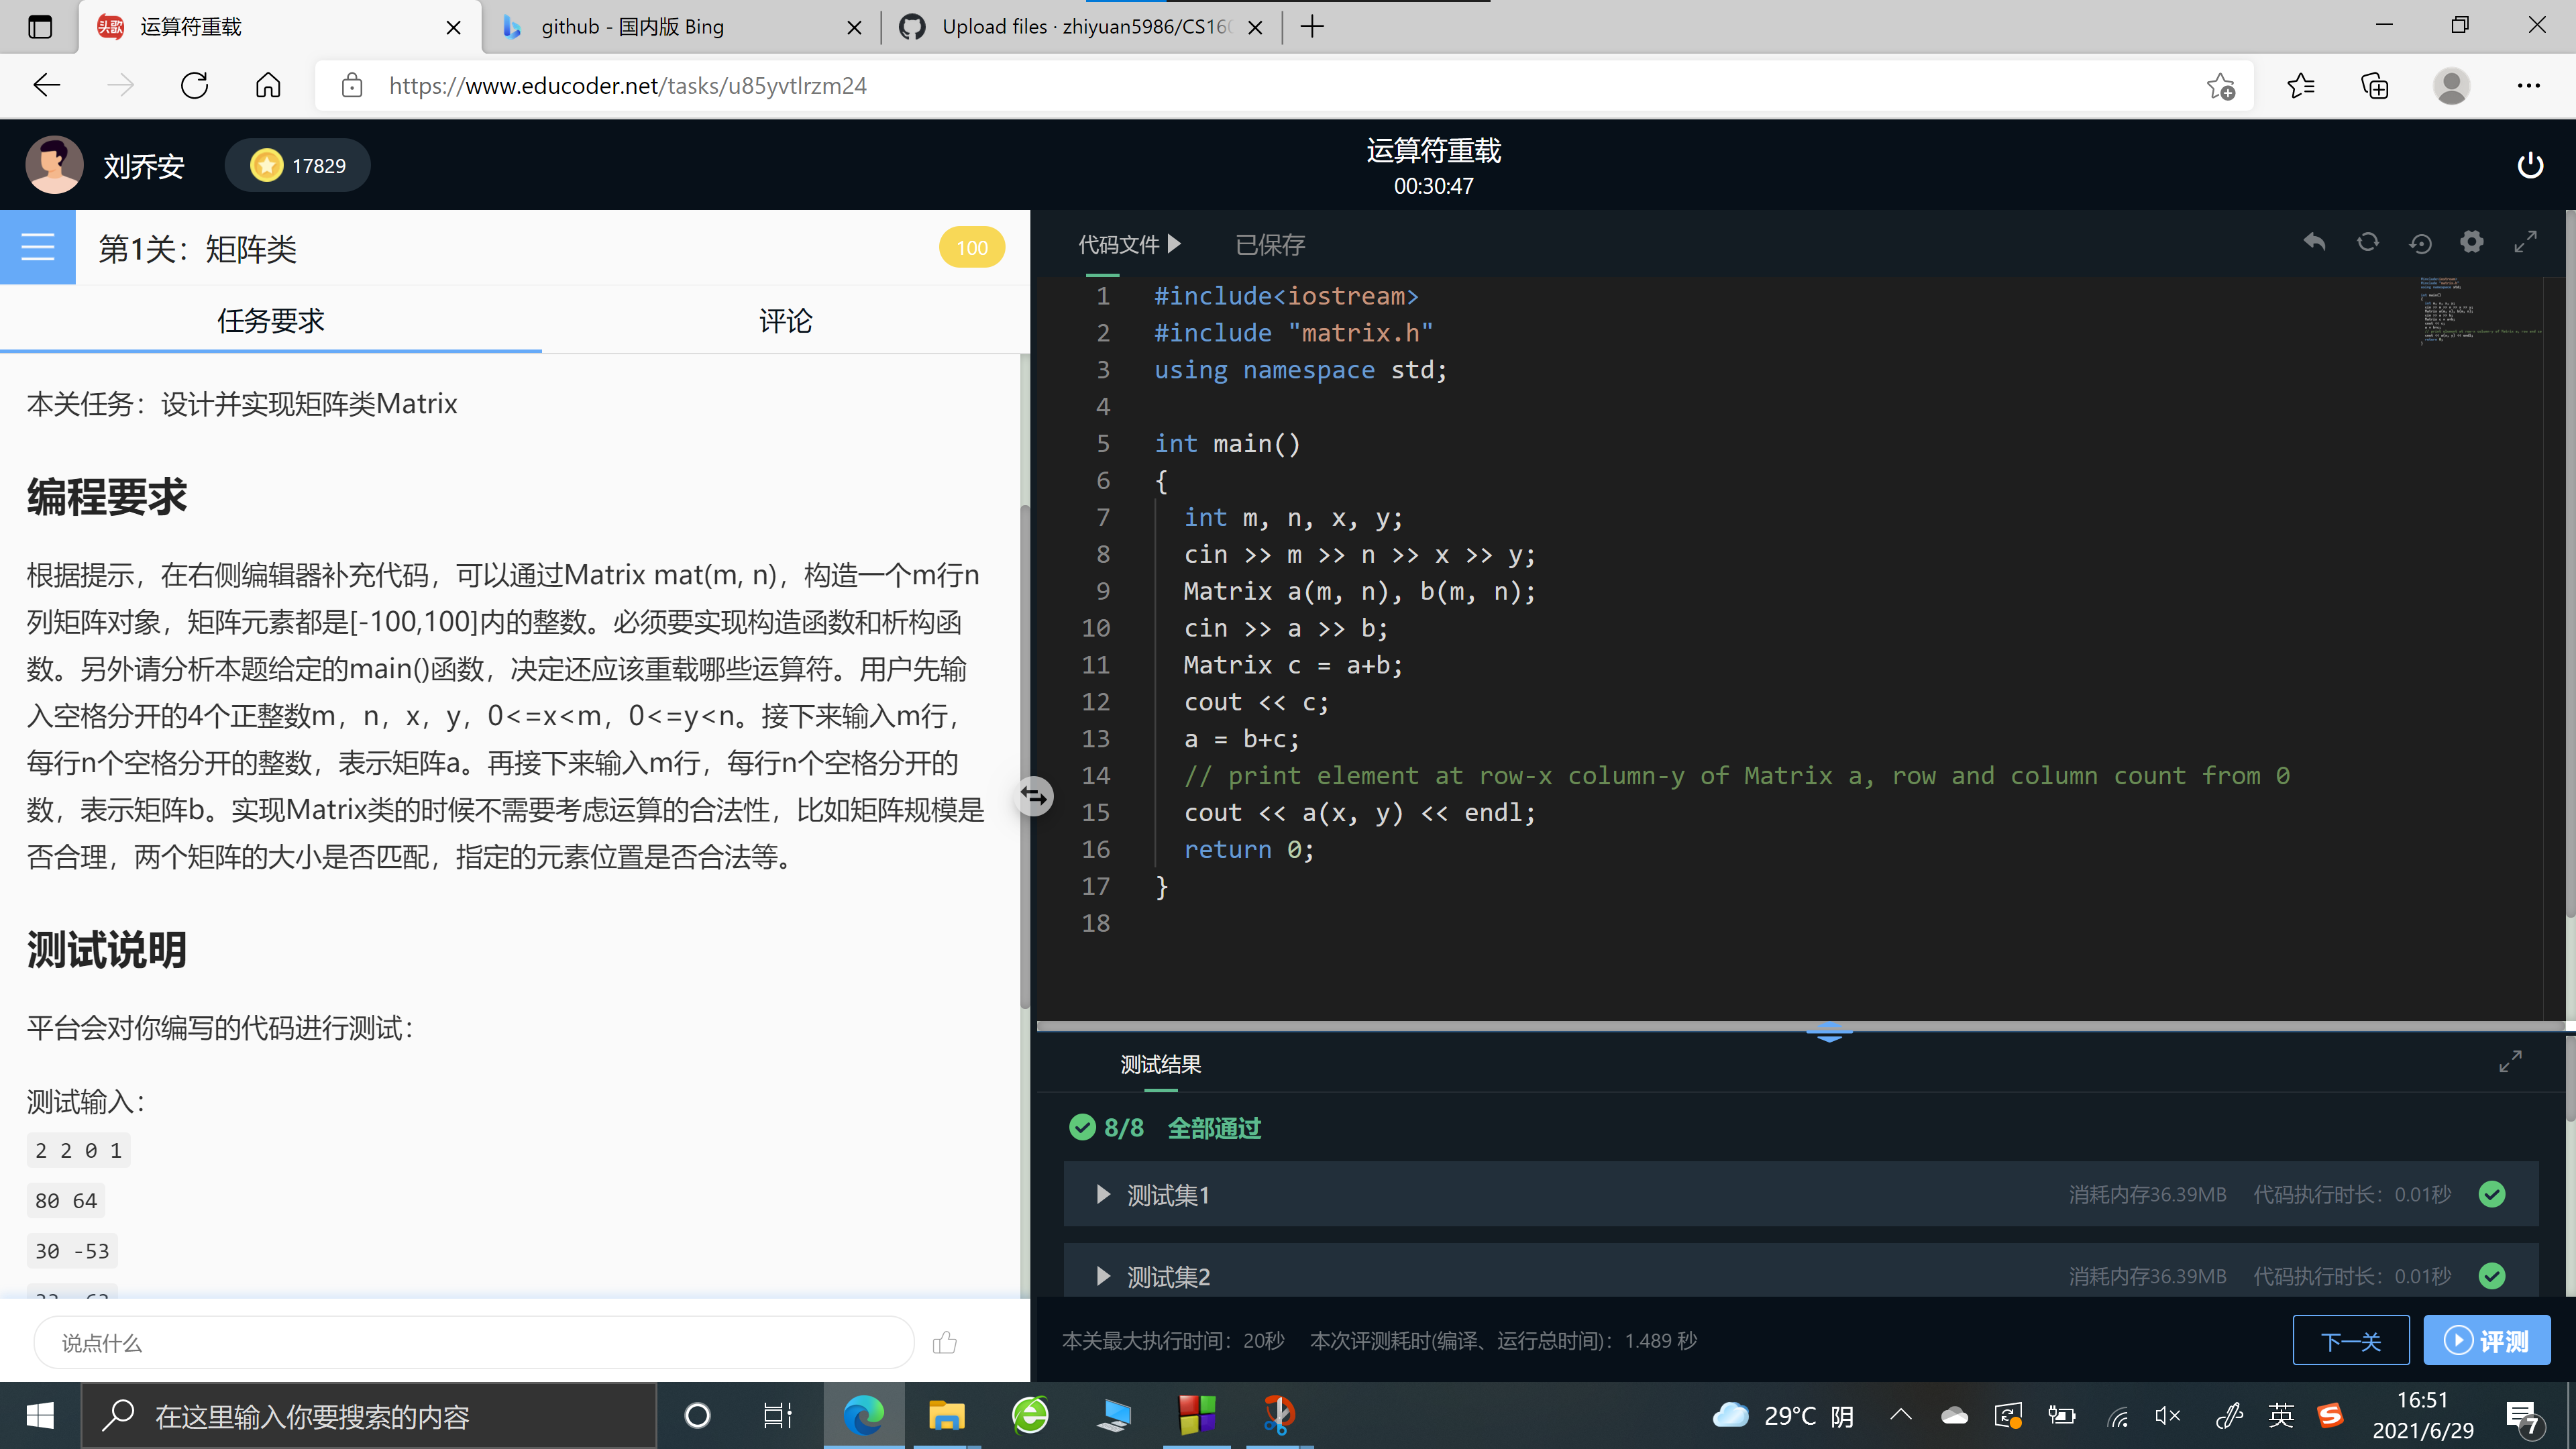 运算符重载
github - 国内版 Bing
Upload files · zhiyuan5986/CS160
https://www.educoder.net/tasks/u85yvtlrzm24
刘乔安
17829
运算符重载
00:30:47
第1关：矩阵类
100
任务要求
评论
本关任务：设计并实现矩阵类Matrix
编程要求
根据提示，在右侧编辑器补充代码，可以通过Matrix mat(m, n)，构造一个m行n
列矩阵对象，矩阵元素都是[-100,100]内的整数。必须要实现构造函数和析构函
数。另外请分析本题给定的main()函数，决定还应该重载哪些运算符。用户先输
入空格分开的4个正整数m，n，x，y，0<=x<m，0<=y<n。接下来输入m行，
每行n个空格分开的整数，表示矩阵a。再接下来输入m行，每行n个空格分开的
数，表示矩阵b。实现Matrix类的时候不需要考虑运算的合法性，比如矩阵规模是
否合理，两个矩阵的大小是否匹配，指定的元素位置是否合法等。
测试说明
平台会对你编写的代码进行测试：
测试输入：
2 2 0 1
80 64
30 -53
说点什么
代码文件
已保存
1 #include<iostream>
2 #include "matrix.h"
3 using namespace std;
4
5 int main()
6 {
7 int m, n, x, y;
8 cin >> m >> n >> x >> y;
9 Matrix a(m, n), b(m, n);
10 cin >> a >> b;
11 Matrix c = a+b;
12 cout << c;
13 a = b+c;
14 // print element at row-x column-y of Matrix a, row and column count from 0
15 cout << a(x, y) << endl;
16 return 0;
17 }
18
测试结果
8/8 全部通过
测试集1 消耗内存36.39MB 代码执行时长：0.01秒
测试集2 消耗内存36.39MB 代码执行时长：0.01秒
本关最大执行时间：20秒 本次评测耗时(编译、运行总时间)：1.489 秒
下一关
评测
在这里输入你要搜索的内容
29°C 阴
英
16:51
2021/6/29
7